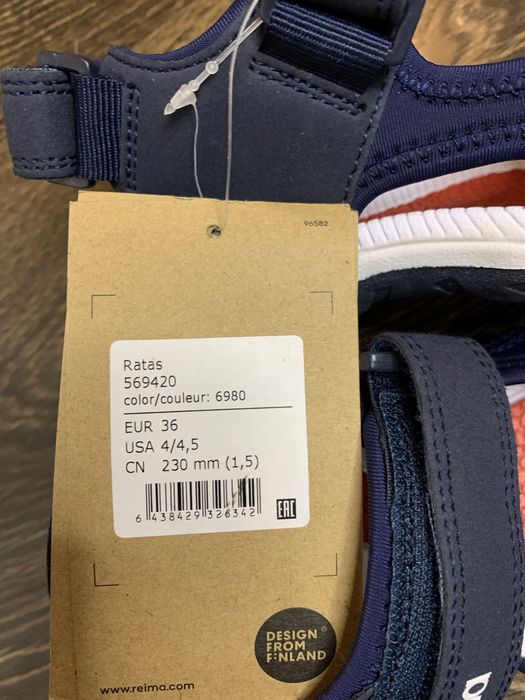 96582
Ratas
569420
color/couleur: 6980
EUR 36
USA 4/4,5
CN 230 mm (1,5)
6 438429 326342
EAC
DESIGN®
FROM
FINLAND
www.reima.com